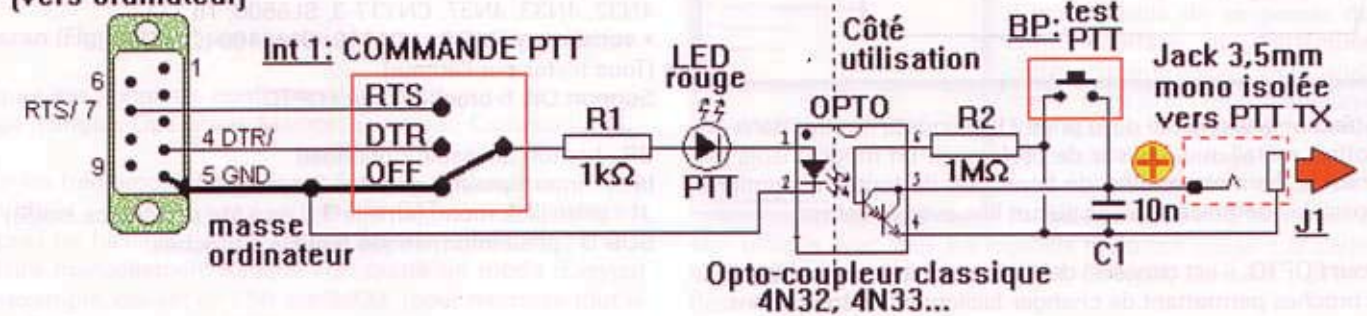 (vers ordinateur)
6
RTS/ 7
9
1
4 DTR/
5 GND
masse
ordinateur
Int 1: COMMANDE PTT
RTS
DTR
OFF
R1
1kΩ
LED
rouge
PTT
Côté
utilisation
OPTO
1
2
6
5
4
R2
1MΩ
Opto-coupleur classique
4N32, 4N33...
BP: test
PTT
Jack 3,5mm
mono isolée
vers PTT TX
+
10n
C1
J1